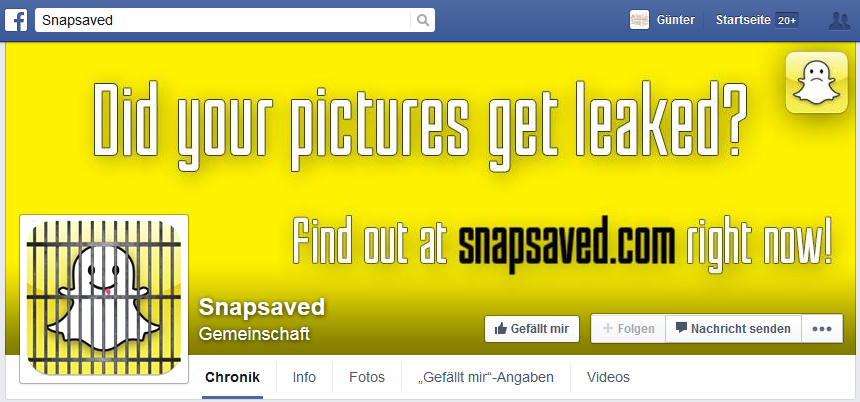 Snapsaved
Günter Startseite 20+
Did your pictures get leaked?
Find out at snapsaved.com right now!
Snapsaved
Gemeinschaft
Gefällt mir
+ Folgen
Nachricht senden
•••
Chronik Info Fotos „Gefällt mir“-Angaben Videos